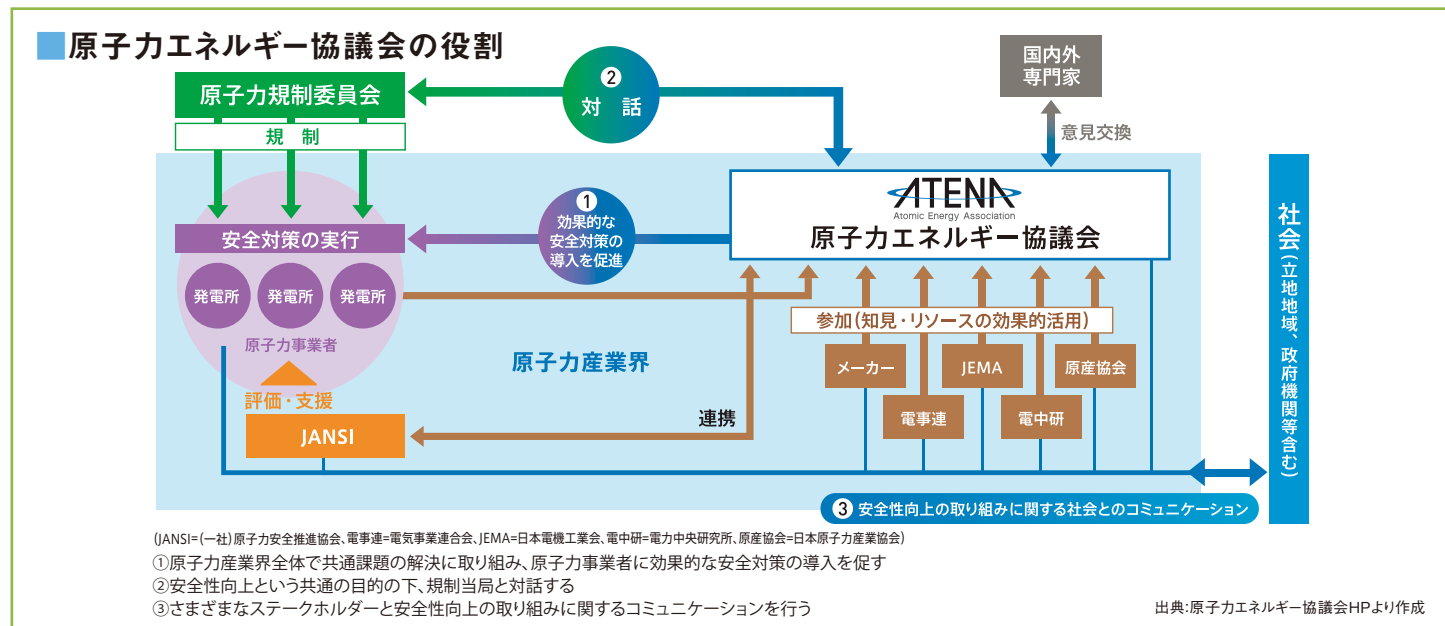 ■原子力エネルギー協議会の役割
原子力規制委員会
規 制
②
対 話
国内外
専門家
意見交換
ATENA
Atomic Energy Association
原子力エネルギー協議会
①
効果的な
安全対策の
導入を促進
安全対策の実行
発電所 発電所 発電所
原子力事業者
評価・支援
JANSI
原子力産業界
連携
参加(知見・リソースの効果的活用)
メーカー JEMA 原産協会
電事連 電中研
社会(立地地域、政府機関等含む)
③ 安全性向上の取り組みに関する社会とのコミュニケーション
(JANSI=(一社)原子力安全推進協会、電事連=電気事業連合会、JEMA=日本電機工業会、電中研=電力中央研究所、原産協会=日本原子力産業協会)
①原子力産業界全体で共通課題の解決に取り組み、原子力事業者に効果的な安全対策の導入を促す
②安全性向上という共通の目的の下、規制当局と対話する
③さまざまなステークホルダーと安全性向上の取り組みに関するコミュニケーションを行う
出典:原子力エネルギー協議会HPより作成